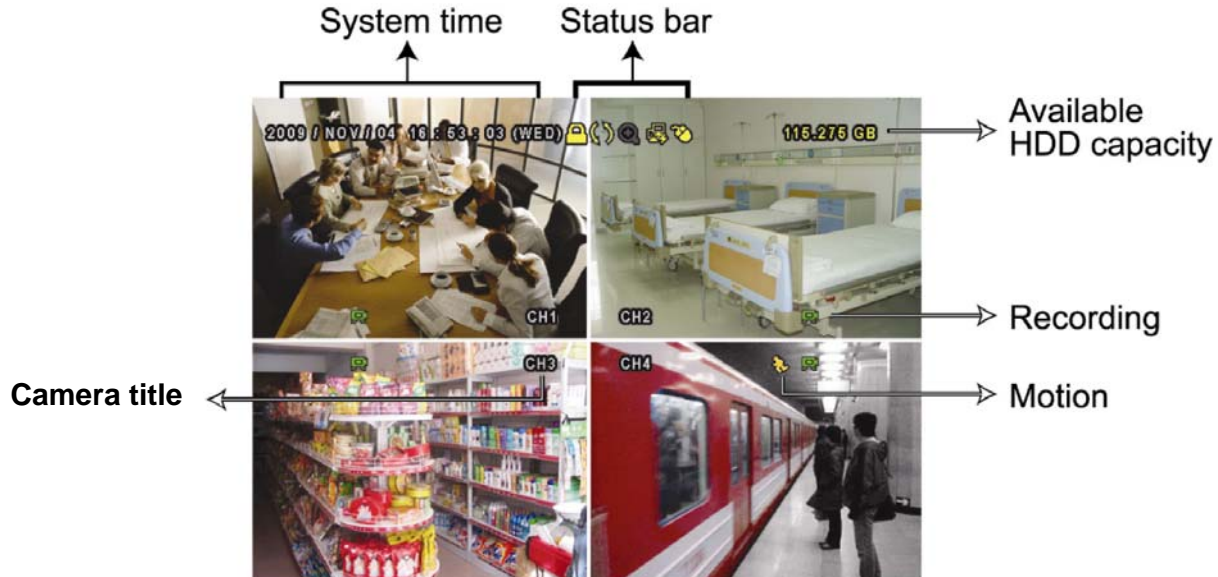 System time
Status bar
2009 / NOV / 04 16 : 53 : 03 (WED)
115.275 GB
Available
HDD capacity
CH1
CH2
Recording
CH3
CH4
Camera title
Motion